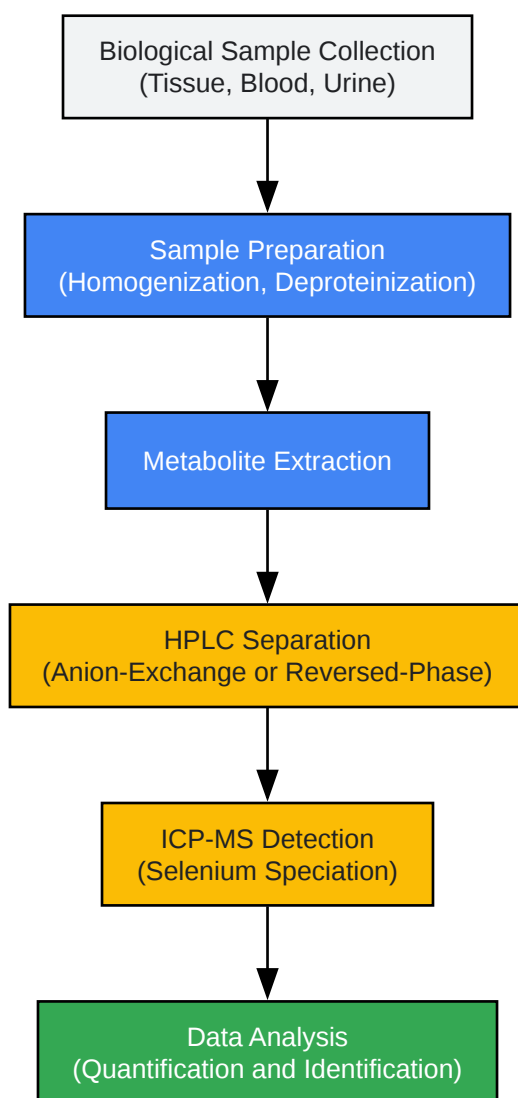 Biological Sample Collection
(Tissue, Blood, Urine)
Sample Preparation
(Homogenization, Deproteinization)
Metabolite Extraction
HPLC Separation
(Anion-Exchange or Reversed-Phase)
ICP-MS Detection
(Selenium Speciation)
Data Analysis
(Quantification and Identification)